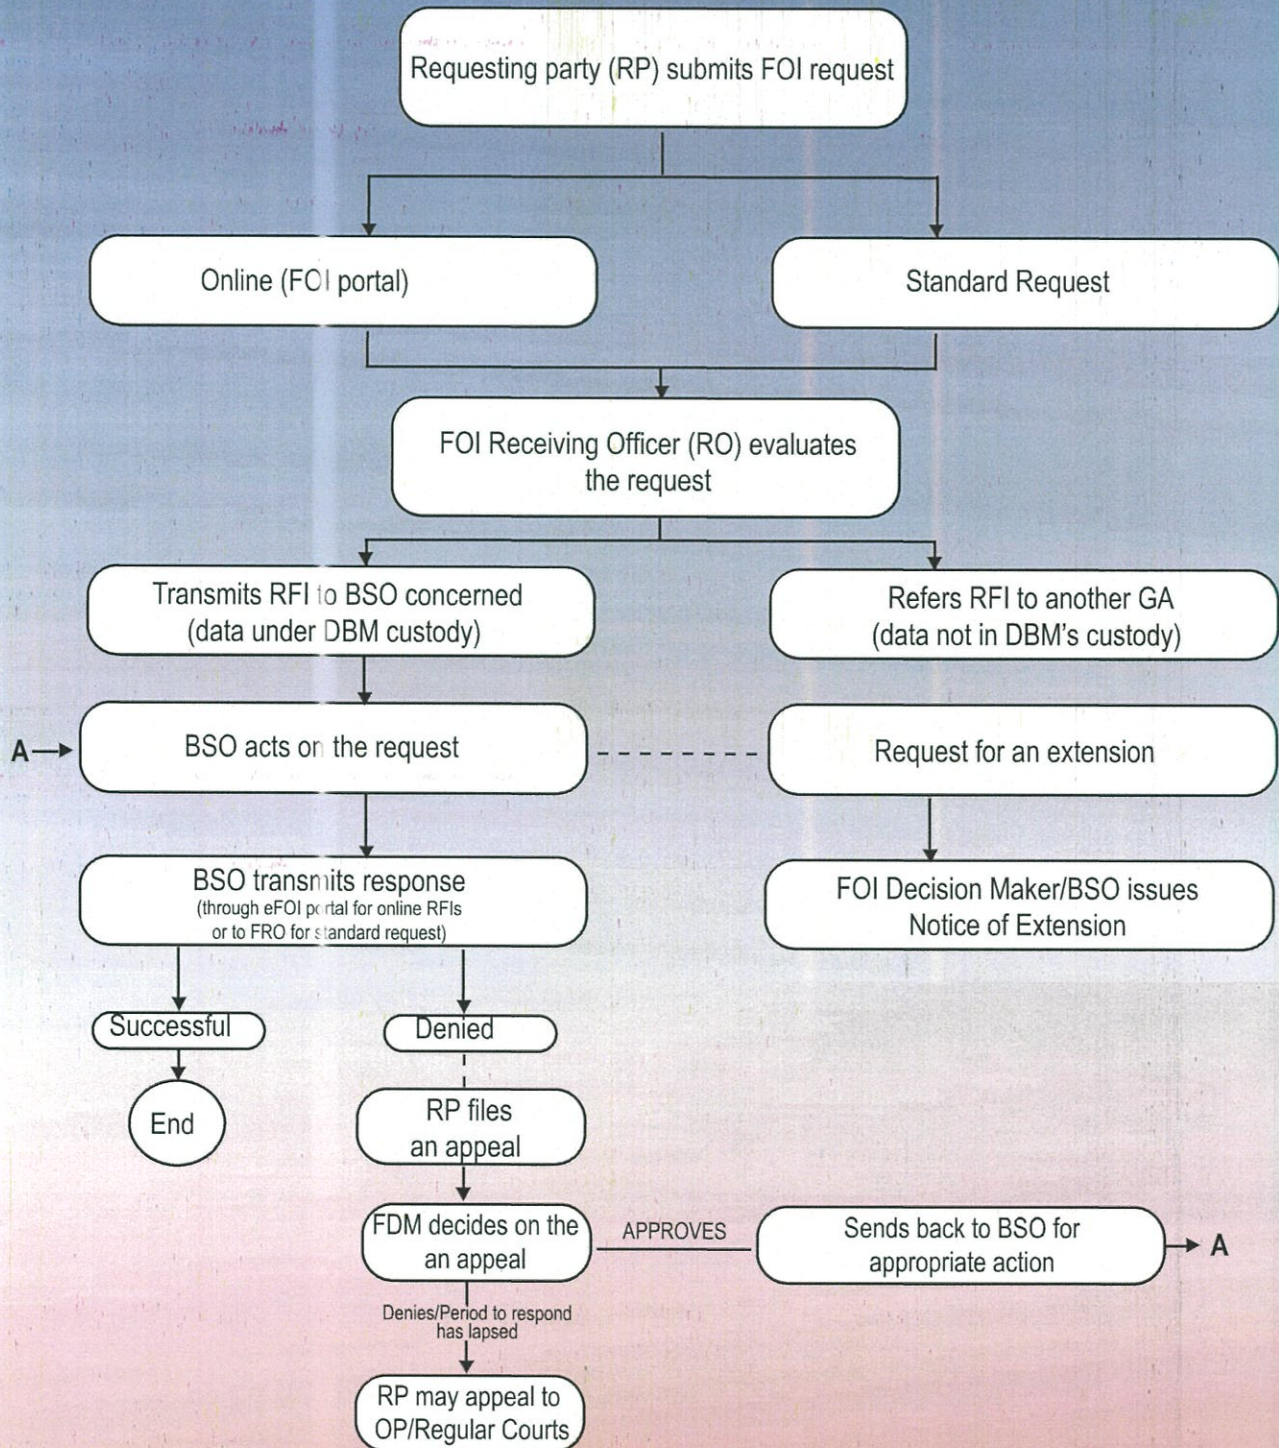 Requesting party (RP) submits FOI request
Online (FOI portal)
Standard Request
FOI Receiving Officer (RO) evaluates
the request
Transmits RFI to BSO concerned
(data under DBM custody)
Refers RFI to another GA
(data not in DBM's custody)
A
BSO acts on the request
Request for an extension
BSO transmits response
(through eFOI portal for online RFIs
or to FRO for standard request)
FOI Decision Maker/BSO issues
Notice of Extension
Successful
Denied
End
RP files
an appeal
FDM decides on the
an appeal
APPROVES
Sends back to BSO for
appropriate action
A
Denies/Period to respond
has lapsed
RP may appeal to
OP/Regular Courts